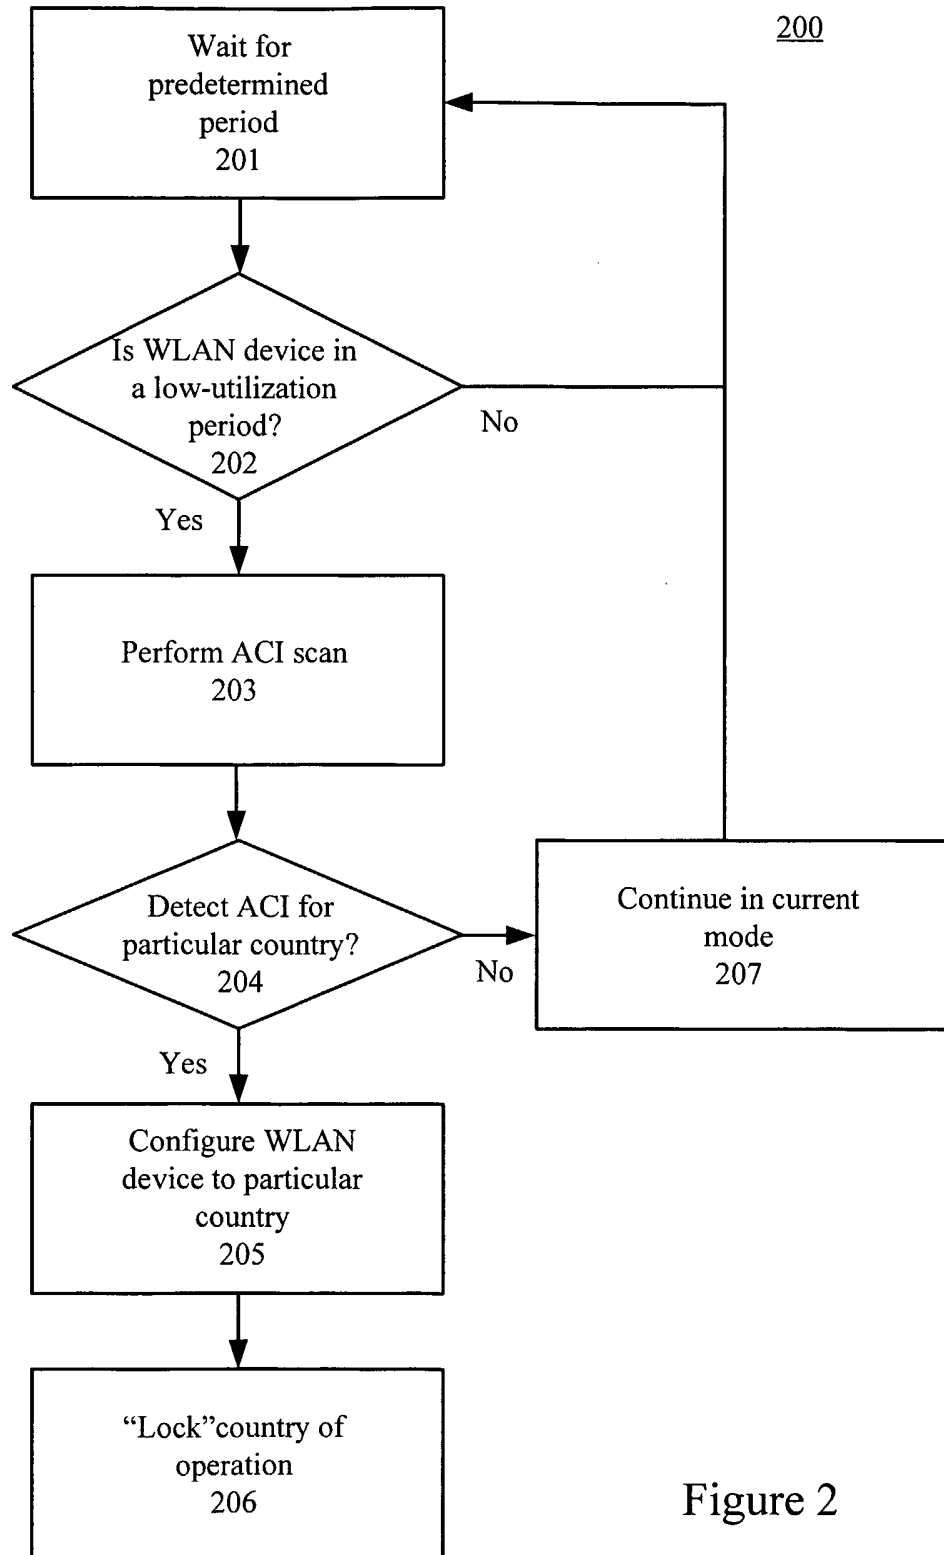 200
Wait for
predetermined
period
201
Is WLAN device in
a low-utilization
period?
202
No
Yes
Perform ACI scan
203
Detect ACI for
particular country?
204
No
Continue in current
mode
207
Yes
Configure WLAN
device to particular
country
205
“Lock”country of
operation
206
Figure 2